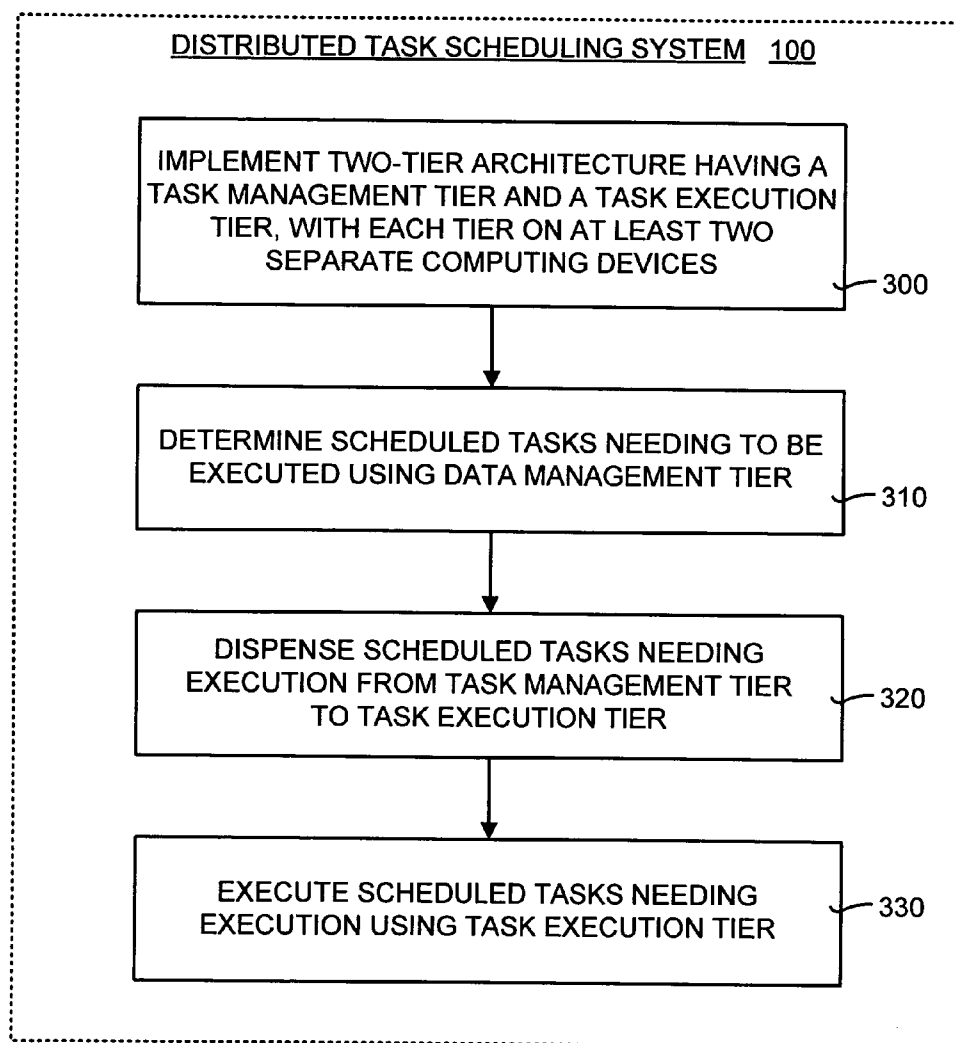 DISTRIBUTED TASK SCHEDULING SYSTEM 100
IMPLEMENT TWO-TIER ARCHITECTURE HAVING A
TASK MANAGEMENT TIER AND A TASK EXECUTION
TIER, WITH EACH TIER ON AT LEAST TWO
SEPARATE COMPUTING DEVICES
300
DETERMINE SCHEDULED TASKS NEEDING TO BE
EXECUTED USING DATA MANAGEMENT TIER
310
DISPENSE SCHEDULED TASKS NEEDING
EXECUTION FROM TASK MANAGEMENT TIER
TO TASK EXECUTION TIER
320
EXECUTE SCHEDULED TASKS NEEDING
EXECUTION USING TASK EXECUTION TIER
330